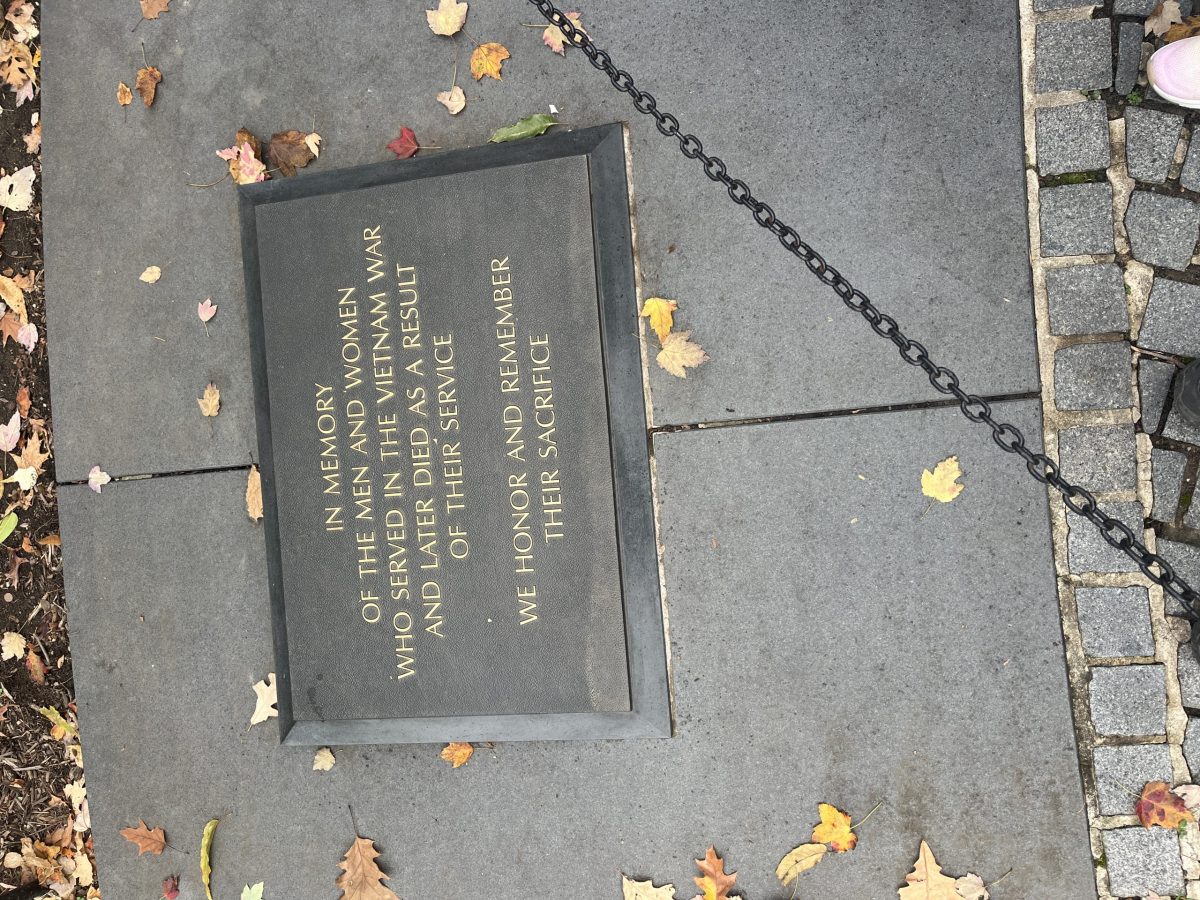 IN MEMORY
OF THE MEN AND WOMEN
WHO SERVED IN THE VIETNAM WAR
AND LATER DIED AS A RESULT
OF THEIR SERVICE
WE HONOR AND REMEMBER
THEIR SACRIFICE